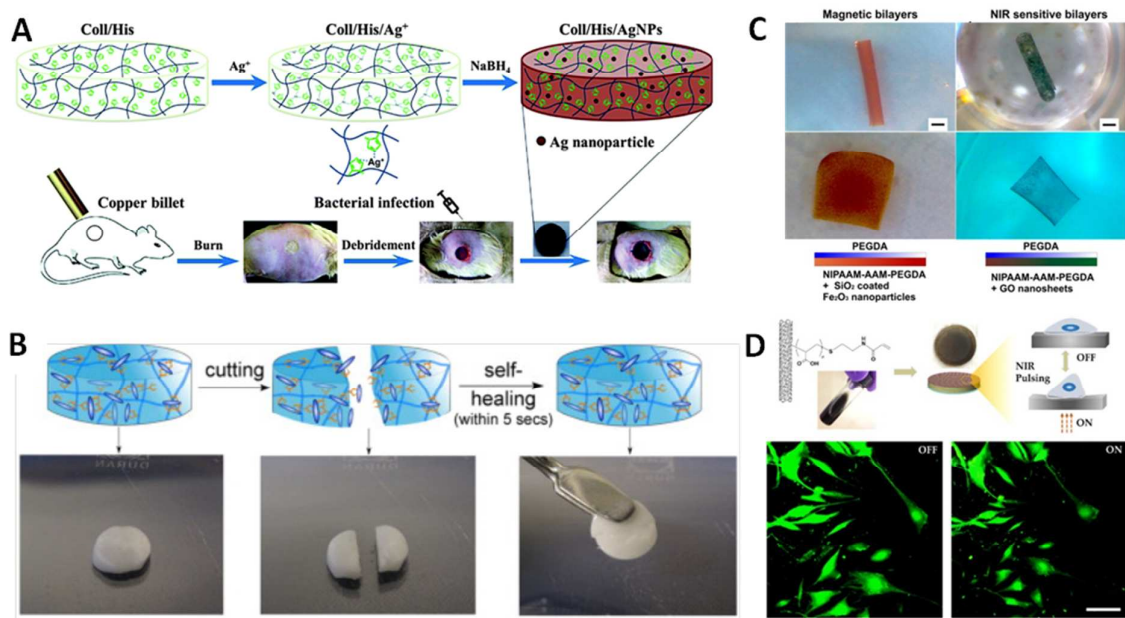 A
Coll/His
Coll/His/Ag⁺
Coll/His/AgNPs
Ag⁺
NaBH₄
Ag⁺
Ag nanoparticle
Copper billet
Bacterial infection
Burn
Debridement
B
cutting
self-
healing
(within 5 secs)
C
Magnetic bilayers
NIR sensitive bilayers
PEGDA
NIPAAM-AAM-PEGDA
+ SiO₂ coated
Fe₂O₃ nanoparticles
PEGDA
NIPAAM-AAM-PEGDA
+ GO nanosheets
D
S
N
H
O
O
OH
NIR
Pulsing
OFF
ON
OFF
ON